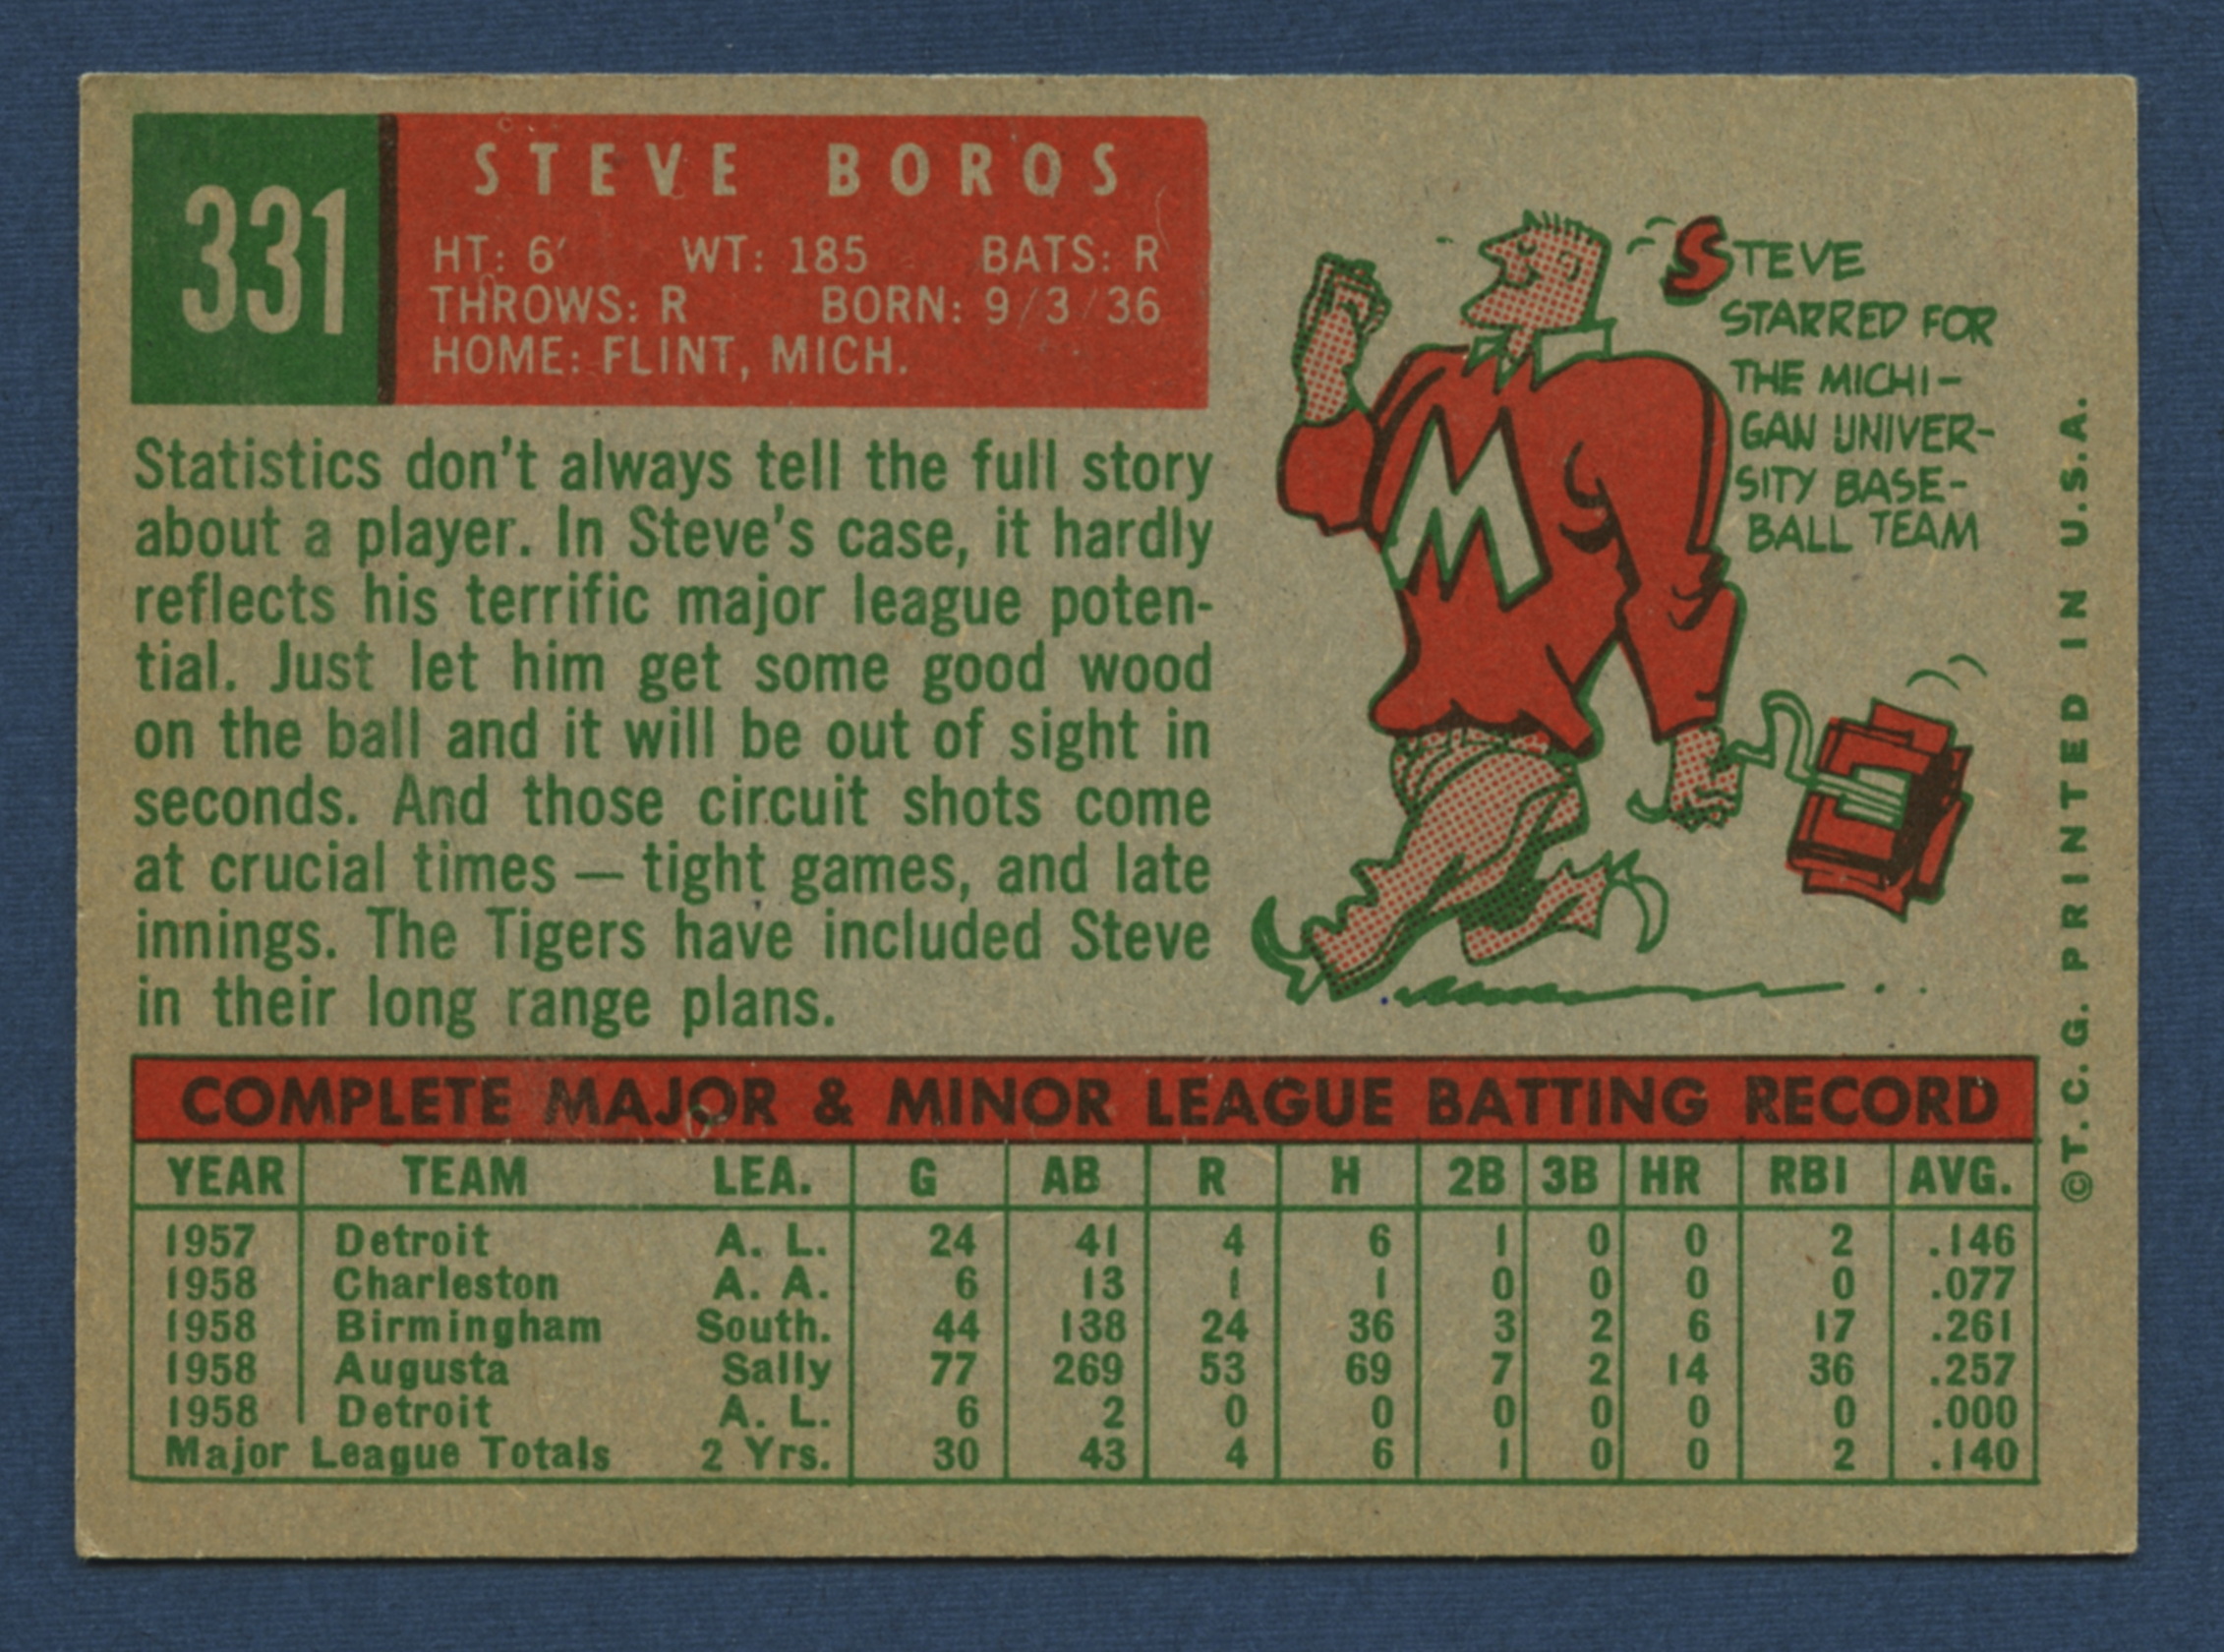 331
STEVE BOROS
HT: 6' WT: 185 BATS: R
THROWS: R BORN: 9/3/36
HOME: FLINT, MICH.
Statistics don't always tell the full story
about a player. In Steve's case, it hardly
reflects his terrific major league poten-
tial. Just let him get some good wood
on the ball and it will be out of sight in
seconds. And those circuit shots come
at crucial times — tight games, and late
innings. The Tigers have included Steve
in their long range plans.
STEVE
STARRED FOR
THE MICHI-
GAN UNIVER-
SITY BASE-
BALL TEAM
M
COMPLETE MAJOR & MINOR LEAGUE BATTING RECORD
YEAR TEAM LEA. G AB R H 2B 3B HR RBI AVG.
1957 Detroit A. L. 24 41 4 6 1 0 0 2 .146
1958 Charleston A. A. 6 13 1 1 0 0 0 0 .077
1958 Birmingham South. 44 138 24 36 3 2 6 17 .261
1958 Augusta Sally 77 269 53 69 7 2 14 36 .257
1958 Detroit A. L. 6 2 0 0 0 0 0 0 .000
Major League Totals 2 Yrs. 30 43 4 6 1 0 0 2 .140
©T.C.G. PRINTED IN U.S.A.